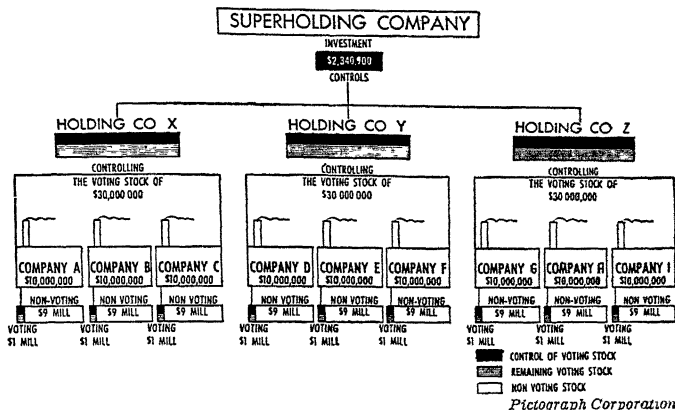 SUPERHOLDING COMPANY
INVESTMENT
$2,340,900
CONTROLS
HOLDING CO X
HOLDING CO Y
HOLDING CO Z
CONTROLLING
THE VOTING STOCK OF
$30,000 000
CONTROLLING
THE VOTING STOCK OF
$30 000 000
CONTROLLING
THE VOTING STOCK OF
$30 000,000
COMPANY A
$10,000,000
COMPANY B
$10,000,000
COMPANY C
$10,000,000
COMPANY D
$10,000,000
COMPANY E
$10,000,000
COMPANY F
$10,000,000
COMPANY G
$10,000,000
COMPANY H
$10,000,000
COMPANY I
$10,000,000
NON-VOTING
$9 MILL
NON VOTING
$9 MILL
NON VOTING
$9 MILL
NON VOTING
$9 MILL
NON VOTING
$9 MILL
NON VOTING
$9 MILL
NON VOTING
$9 MILL
NON-VOTING
$9 MILL
NON-VOTING
$9 MILL
VOTING
$1 MILL
VOTING
$1 MILL
VOTING
$1 MILL
VOTING
$1 MILL
VOTING
$1 MILL
VOTING
$1 MILL
VOTING
$1 MILL
VOTING
$1 MILL
VOTING
$1 MILL
CONTROL OF VOTING STOCK
REMAINING VOTING STOCK
NON VOTING STOCK
Pictograph Corporation